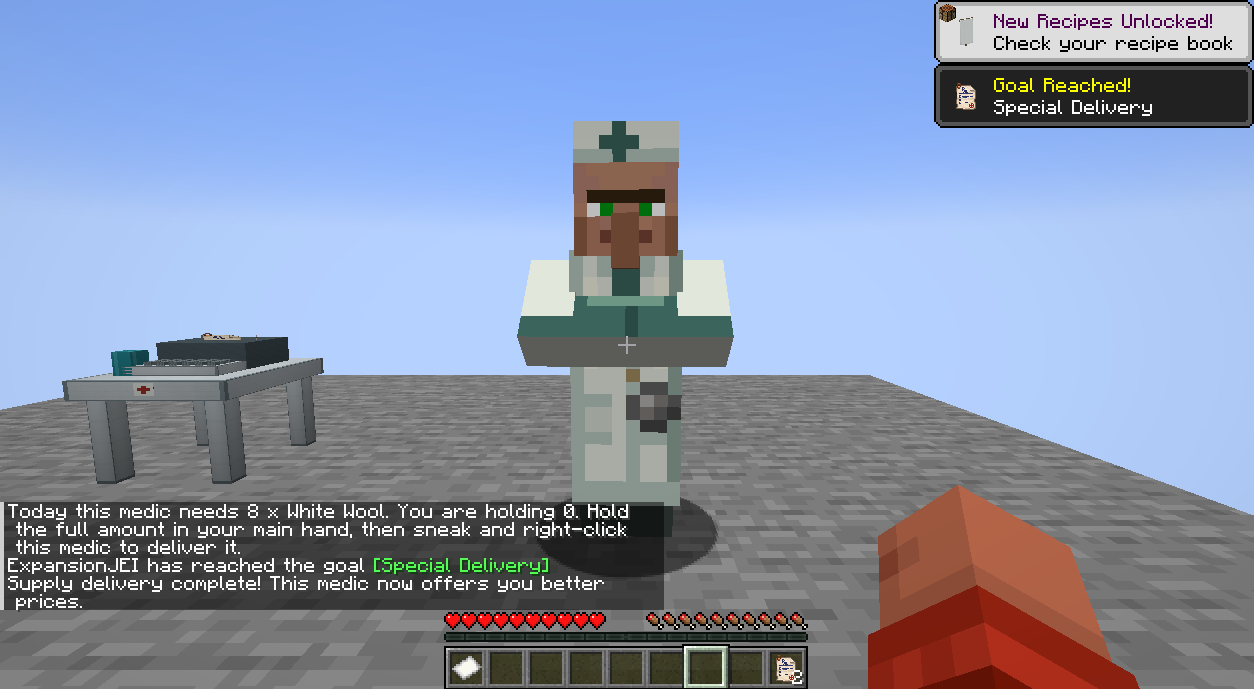 New Recipes Unlocked!
Check your recipe book
Goal Reached!
Special Delivery
Today this medic needs 8 x White Wool. You are holding 0. Hold
the full amount in your main hand, then sneak and right-click
this medic to deliver it.
ExpansionJEI has reached the goal [Special Delivery]
Supply delivery complete! This medic now offers you better
prices.
2